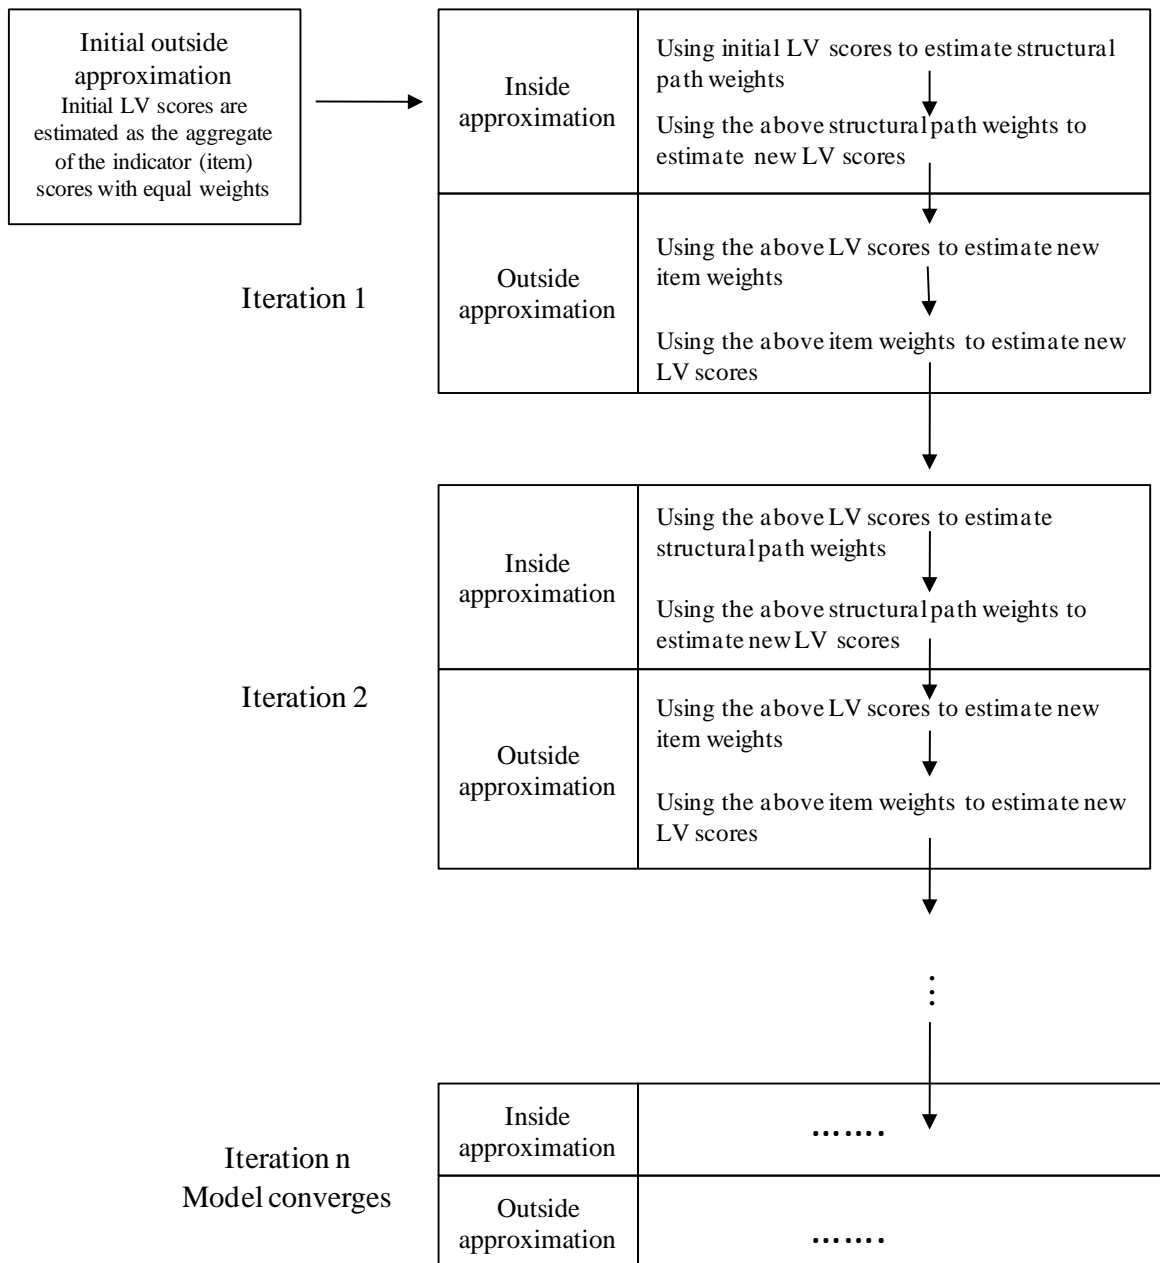 Initial outside
approximation
Initial LV scores are
estimated as the aggregate
of the indicator (item)
scores with equal weights
Inside
approximation
Using initial LV scores to estimate structural
path weights
Using the above structural path weights to
estimate new LV scores
Iteration 1
Outside
approximation
Using the above LV scores to estimate new
item weights
Using the above item weights to estimate new
LV scores
Inside
approximation
Using the above LV scores to estimate
structural path weights
Using the above structural path weights to
estimate new LV scores
Iteration 2
Outside
approximation
Using the above LV scores to estimate new
item weights
Using the above item weights to estimate new
LV scores
Iteration n
Model converges
Inside
approximation
.......
Outside
approximation
.......